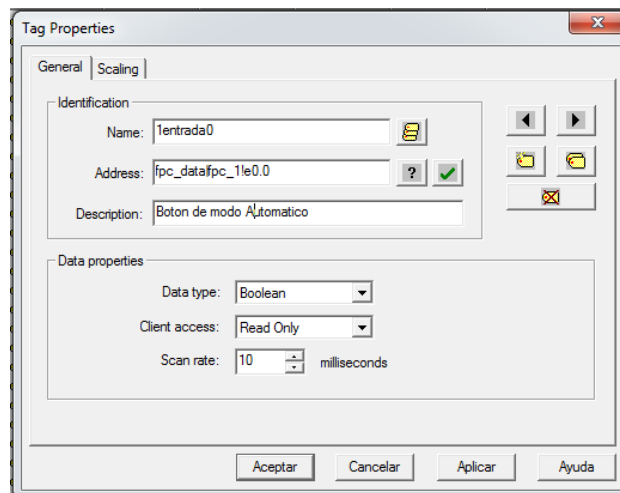 Tag Properties
General Scaling
Identification
Name: 1entrada0
Address: fpc_data|fpc_1!e0.0 ?
Description: Boton de modo Automatico
Data properties
Data type: Boolean
Client access: Read Only
Scan rate: 10 milliseconds
Aceptar Cancelar Aplicar Ayuda